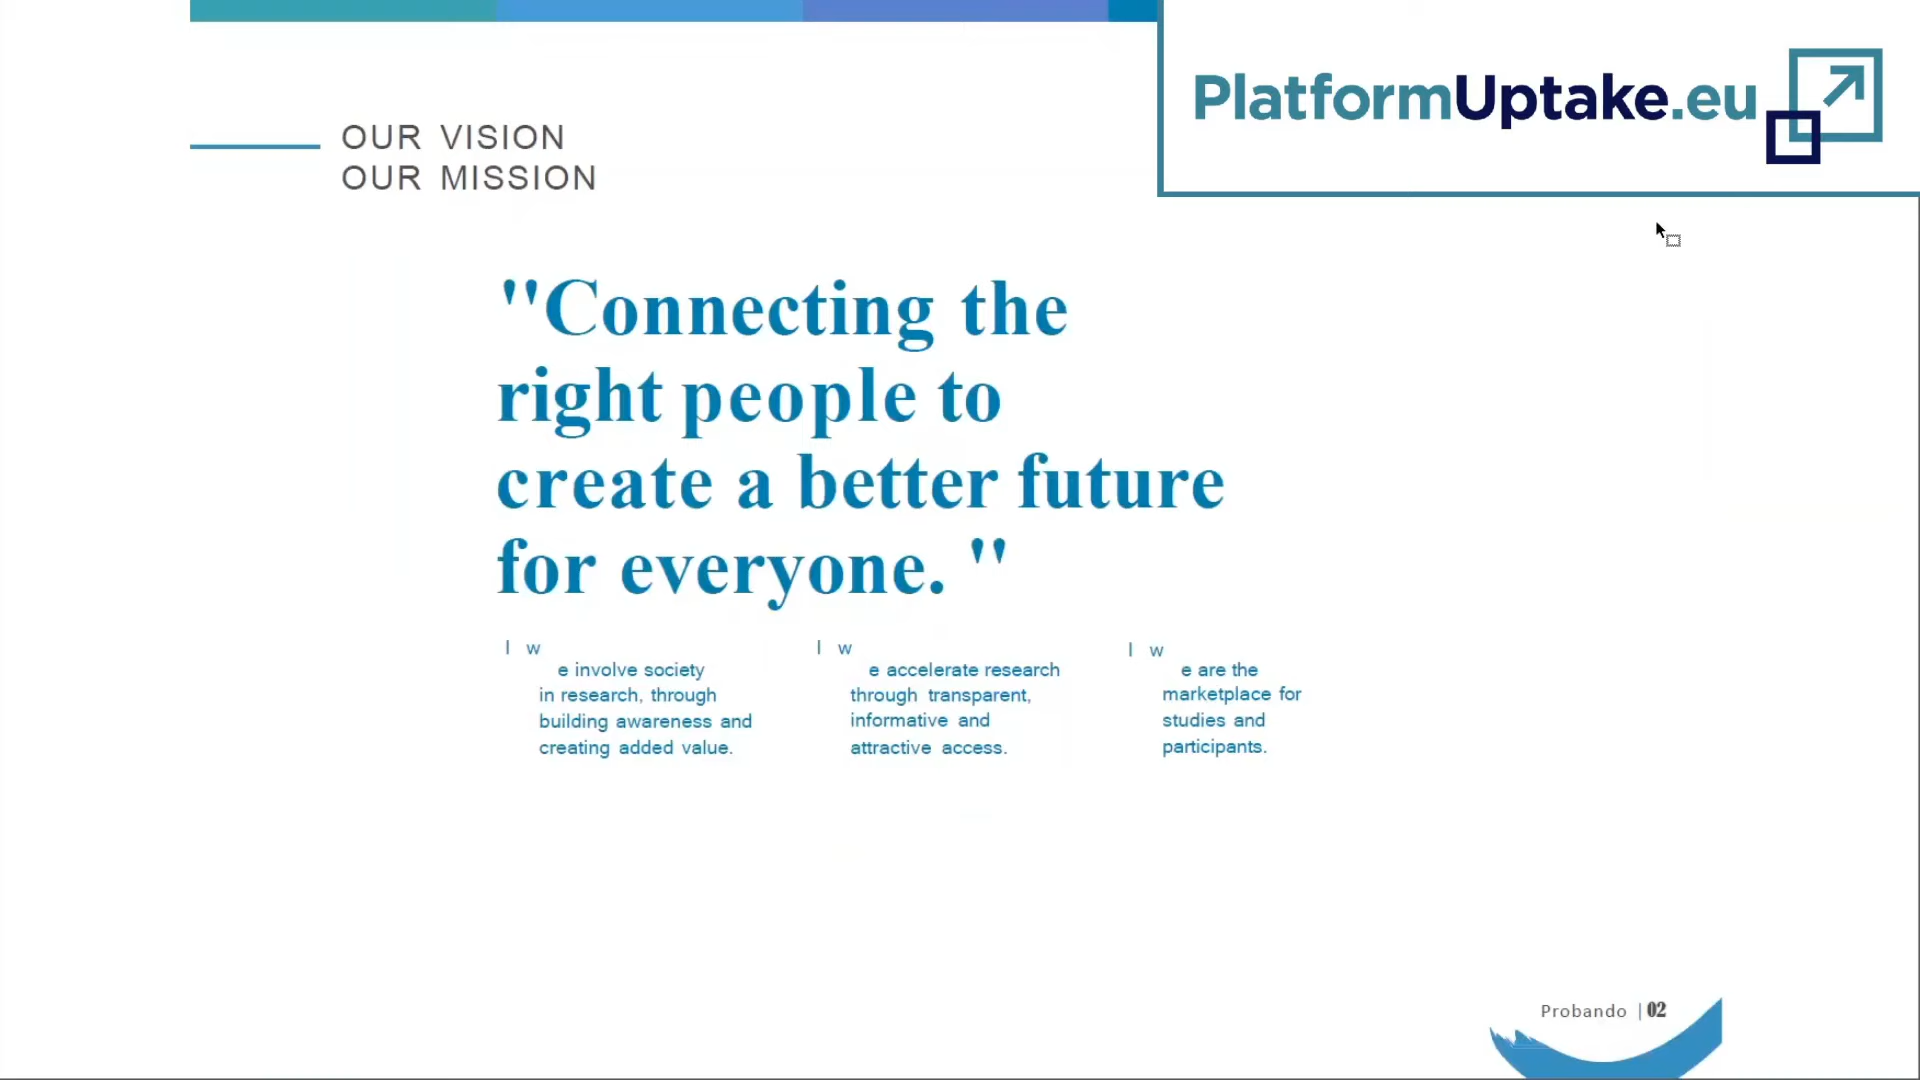 PlatformUptake.eu
OUR VISION
OUR MISSION
"Connecting the
right people to
create a better future
for everyone. "
I w
e involve society
in research, through
building awareness and
creating added value.
I w
e accelerate research
through transparent,
informative and
attractive access.
I w
e are the
marketplace for
studies and
participants.
Probando | 02